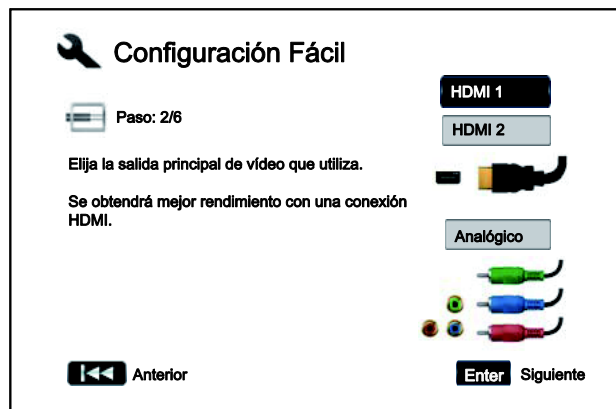 Configuración Fácil
Paso: 2/6
Elija la salida principal de vídeo que utiliza.
Se obtendrá mejor rendimiento con una conexión
HDMI.
HDMI 1
HDMI 2
Analógico
Anterior
Enter Siguiente